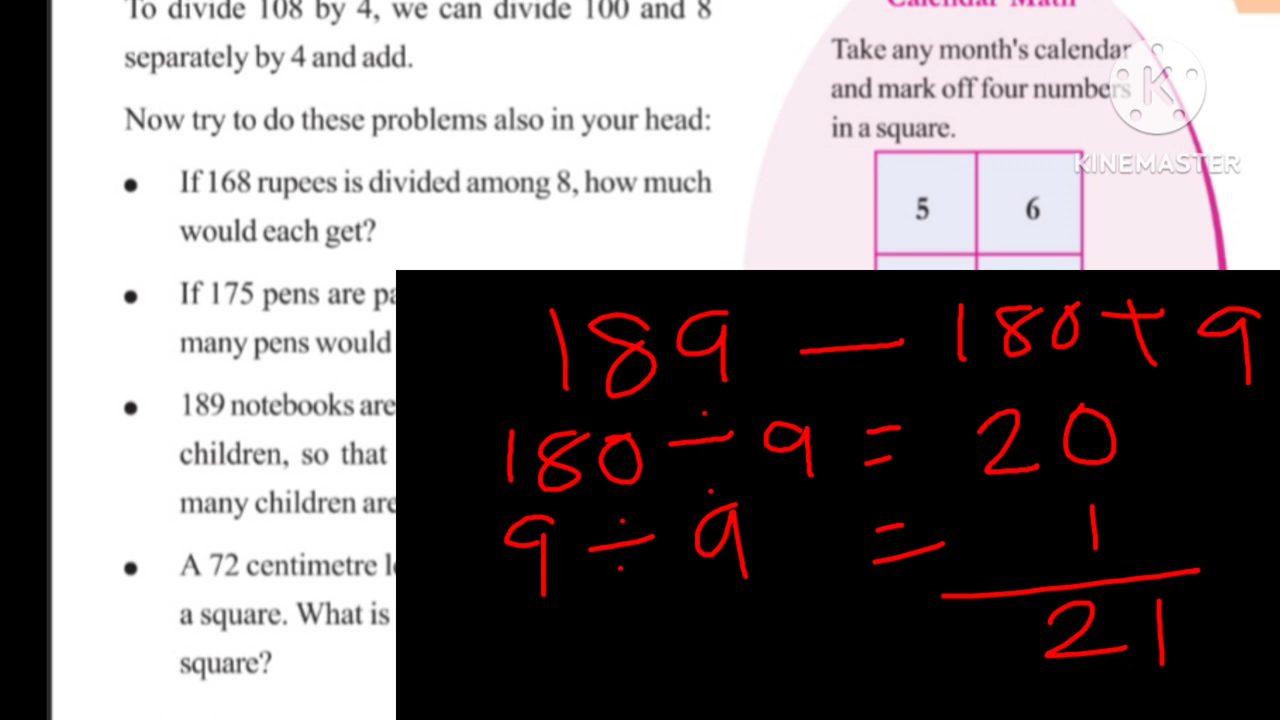 To divide 108 by 4, we can divide 100 and 8
separately by 4 and add.
Now try to do these problems also in your head:
• If 168 rupees is divided among 8, how much
would each get?
• If 175 pens are pa
many pens would
• 189 notebooks are
children, so that
many children are
• A 72 centimetre l
a square. What is
square?
Calendar Math
Take any month's calendar
and mark off four numbers
in a square.
5 6
K
KINEMASTER
189 — 180 + 9
180 ÷ 9 = 20
9 ÷ 9 = 1
21